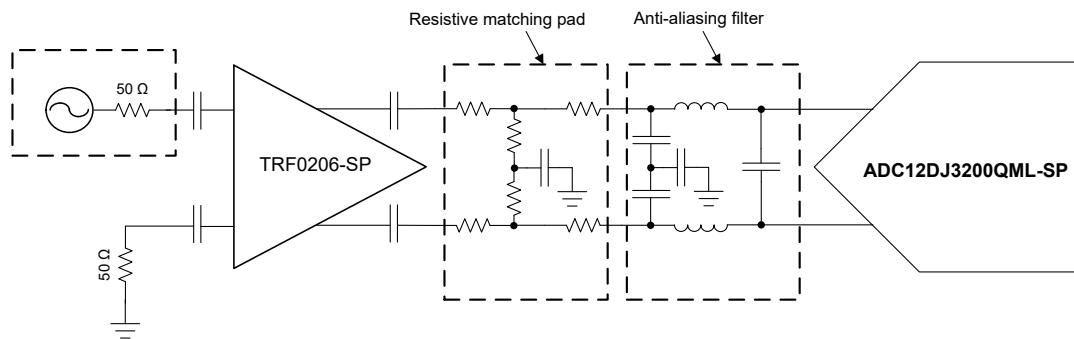 Resistive matching pad
Anti-aliasing filter
50 Ω
TRF0206-SP
ADC12DJ3200QML-SP
50 Ω